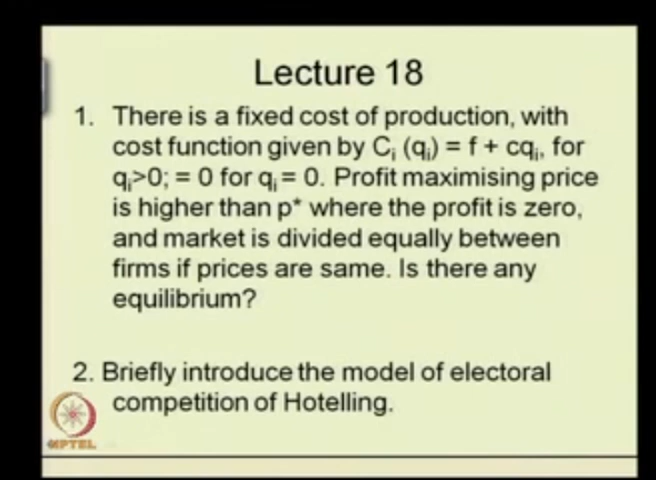 Lecture 18
1. There is a fixed cost of production, with
cost function given by Cᵢ (qᵢ) = f + cqᵢ, for
qᵢ>0; = 0 for qᵢ = 0. Profit maximising price
is higher than p* where the profit is zero,
and market is divided equally between
firms if prices are same. Is there any
equilibrium?
2. Briefly introduce the model of electoral
competition of Hotelling.
NPTEL